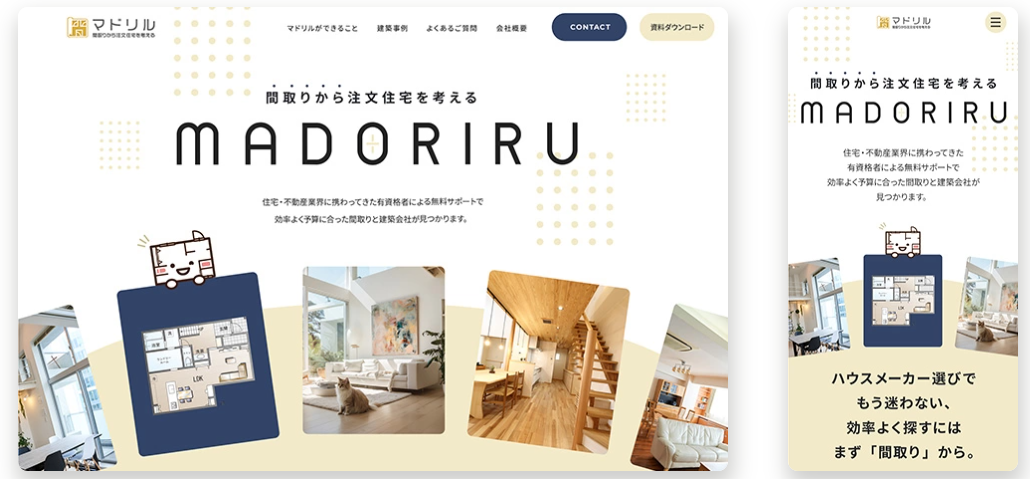 マドリル
間取りから注文住宅を考える
マドリルができること
建築事例
よくあるご質問
会社概要
CONTACT
資料ダウンロード
間取りから注文住宅を考える
MADORIRU
住宅・不動産業界に携わってきた有資格者による無料サポートで
効率よく予算に合った間取りと建築会社が見つかります。
LDK
マドリル
間取りから注文住宅を考える
間取りから注文住宅を考える
MADORIRU
住宅・不動産業界に携わってきた
有資格者による無料サポートで
効率よく予算に合った間取りと建築会社が
見つかります。
ハウスメーカー選びで
もう迷わない、
効率よく探すには
まず「間取り」から。